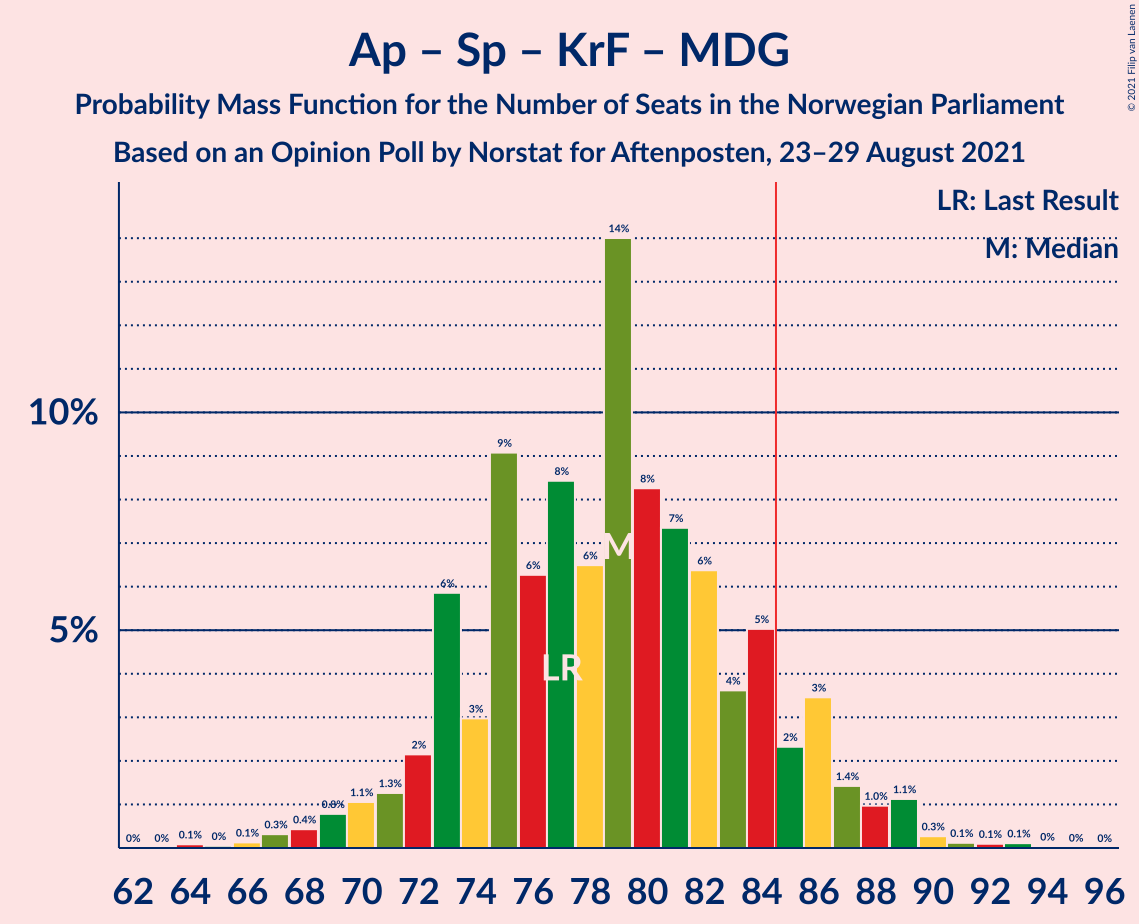 Ap – Sp – KrF – MDG
Probability Mass Function for the Number of Seats in the Norwegian Parliament
Based on an Opinion Poll by Norstat for Aftenposten, 23–29 August 2021
© 2021 Filip van Laenen
LR: Last Result
M: Median
10%
5%
0% 0% 0.1% 0% 0.1% 0.3% 0.4% 0.8% 1.1% 1.3% 2% 6% 3% 9% 6% 8% 6% 14% 8% 7% 6% 4% 5% 2% 3% 1.4% 1.0% 1.1% 0.3% 0.1% 0.1% 0.1% 0% 0% 0%
M
LR
62 64 66 68 70 72 74 76 78 80 82 84 86 88 90 92 94 96